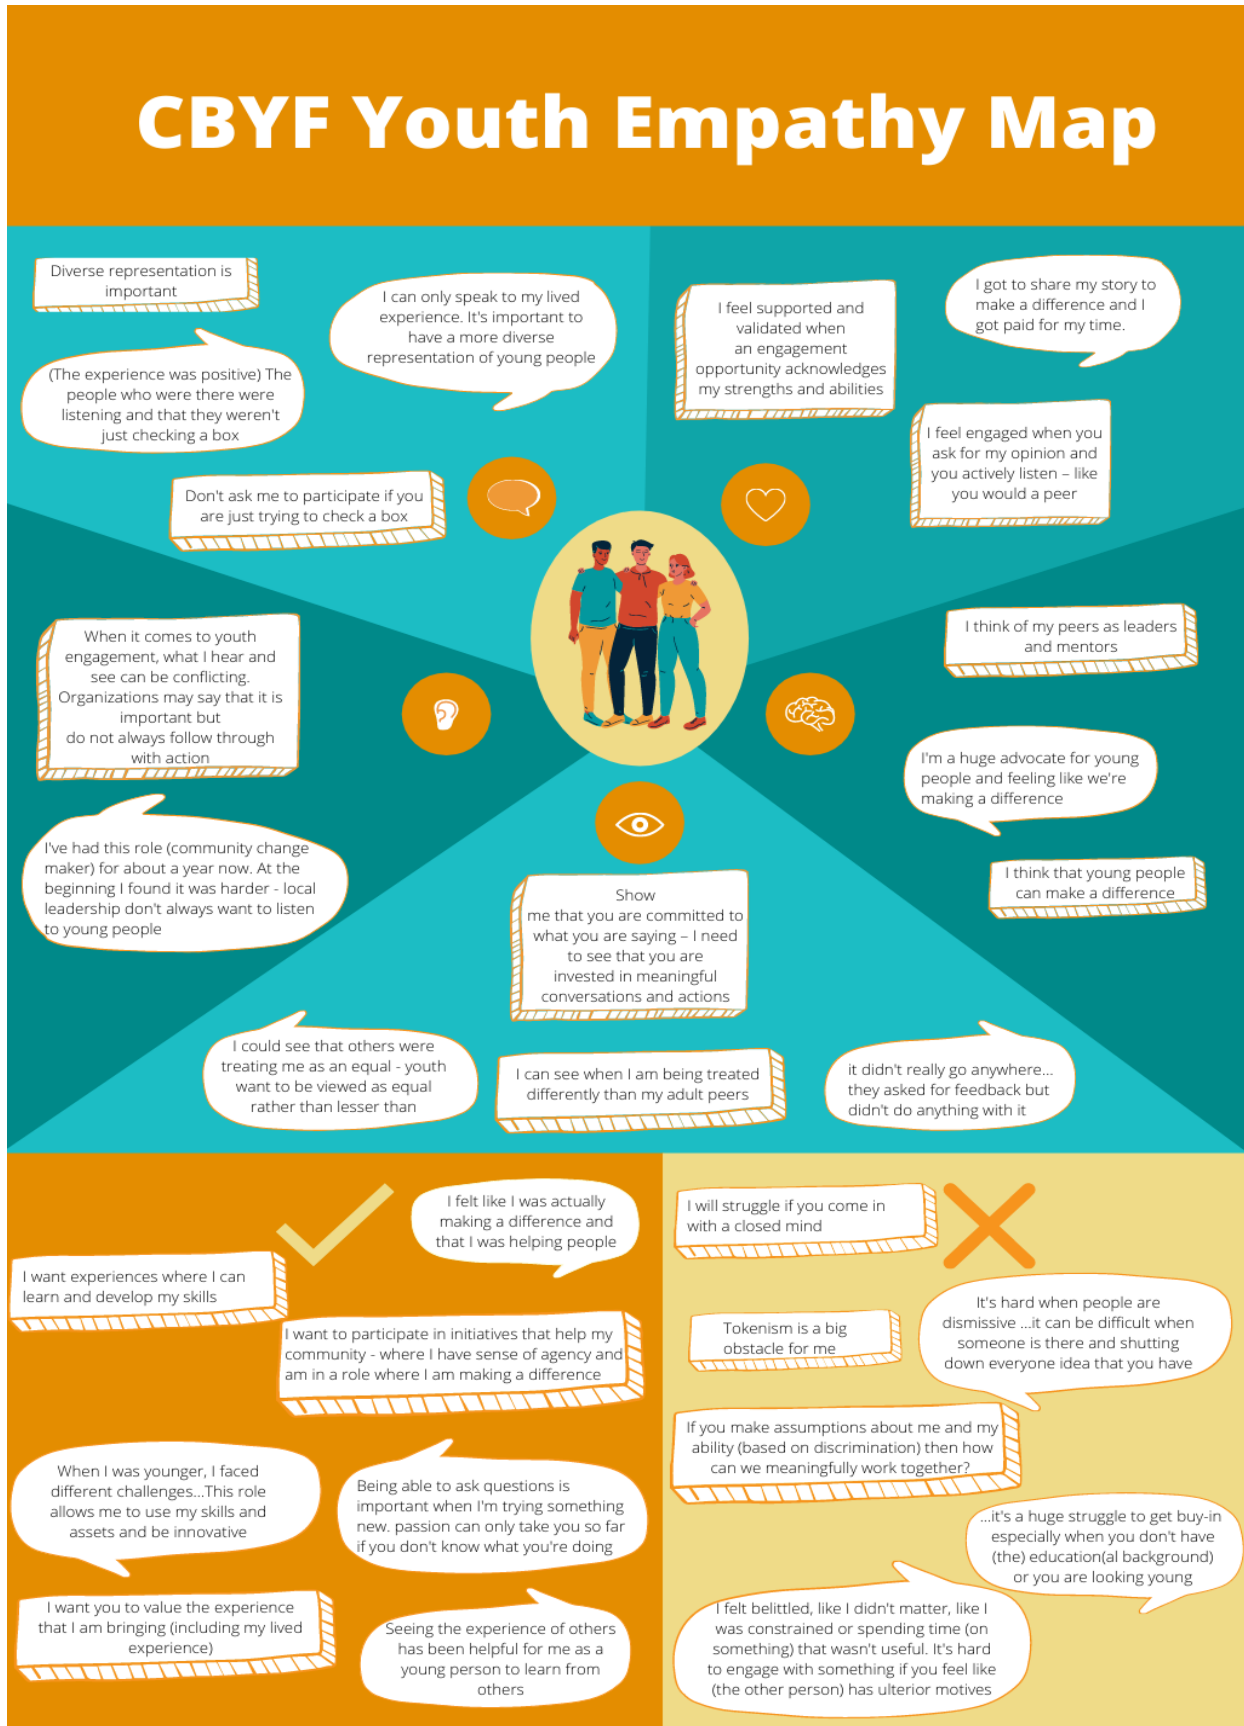 CBYF Youth Empathy Map
Diverse representation is
important
I can only speak to my lived
experience. It's important to
have a more diverse
representation of young people
(The experience was positive) The
people who were there were
listening and that they weren't
just checking a box
Don't ask me to participate if you
are just trying to check a box
I feel supported and
validated when
an engagement
opportunity acknowledges
my strengths and abilities
I got to share my story to
make a difference and I
got paid for my time.
I feel engaged when you
ask for my opinion and
you actively listen – like
you would a peer
When it comes to youth
engagement, what I hear and
see can be conflicting.
Organizations may say that it is
important but
do not always follow through
with action
I've had this role (community change
maker) for about a year now. At the
beginning I found it was harder - local
leadership don't always want to listen
to young people
I think of my peers as leaders
and mentors
I'm a huge advocate for young
people and feeling like we're
making a difference
I think that young people
can make a difference
Show
me that you are committed to
what you are saying – I need
to see that you are
invested in meaningful
conversations and actions
I could see that others were
treating me as an equal - youth
want to be viewed as equal
rather than lesser than
I can see when I am being treated
differently than my adult peers
it didn't really go anywhere...
they asked for feedback but
didn't do anything with it
I felt like I was actually
making a difference and
that I was helping people
I want experiences where I can
learn and develop my skills
I want to participate in initiatives that help my
community - where I have sense of agency and
am in a role where I am making a difference
When I was younger, I faced
different challenges...This role
allows me to use my skills and
assets and be innovative
Being able to ask questions is
important when I'm trying something
new. passion can only take you so far
if you don't know what you're doing
I want you to value the experience
that I am bringing (including my lived
experience)
Seeing the experience of others
has been helpful for me as a
young person to learn from
others
I will struggle if you come in
with a closed mind
Tokenism is a big
obstacle for me
It's hard when people are
dismissive ...it can be difficult when
someone is there and shutting
down everyone idea that you have
If you make assumptions about me and my
ability (based on discrimination) then how
can we meaningfully work together?
...it's a huge struggle to get buy-in
especially when you don't have
(the) education(al background)
or you are looking young
I felt belittled, like I didn't matter, like I
was constrained or spending time (on
something) that wasn't useful. It's hard
to engage with something if you feel like
(the other person) has ulterior motives